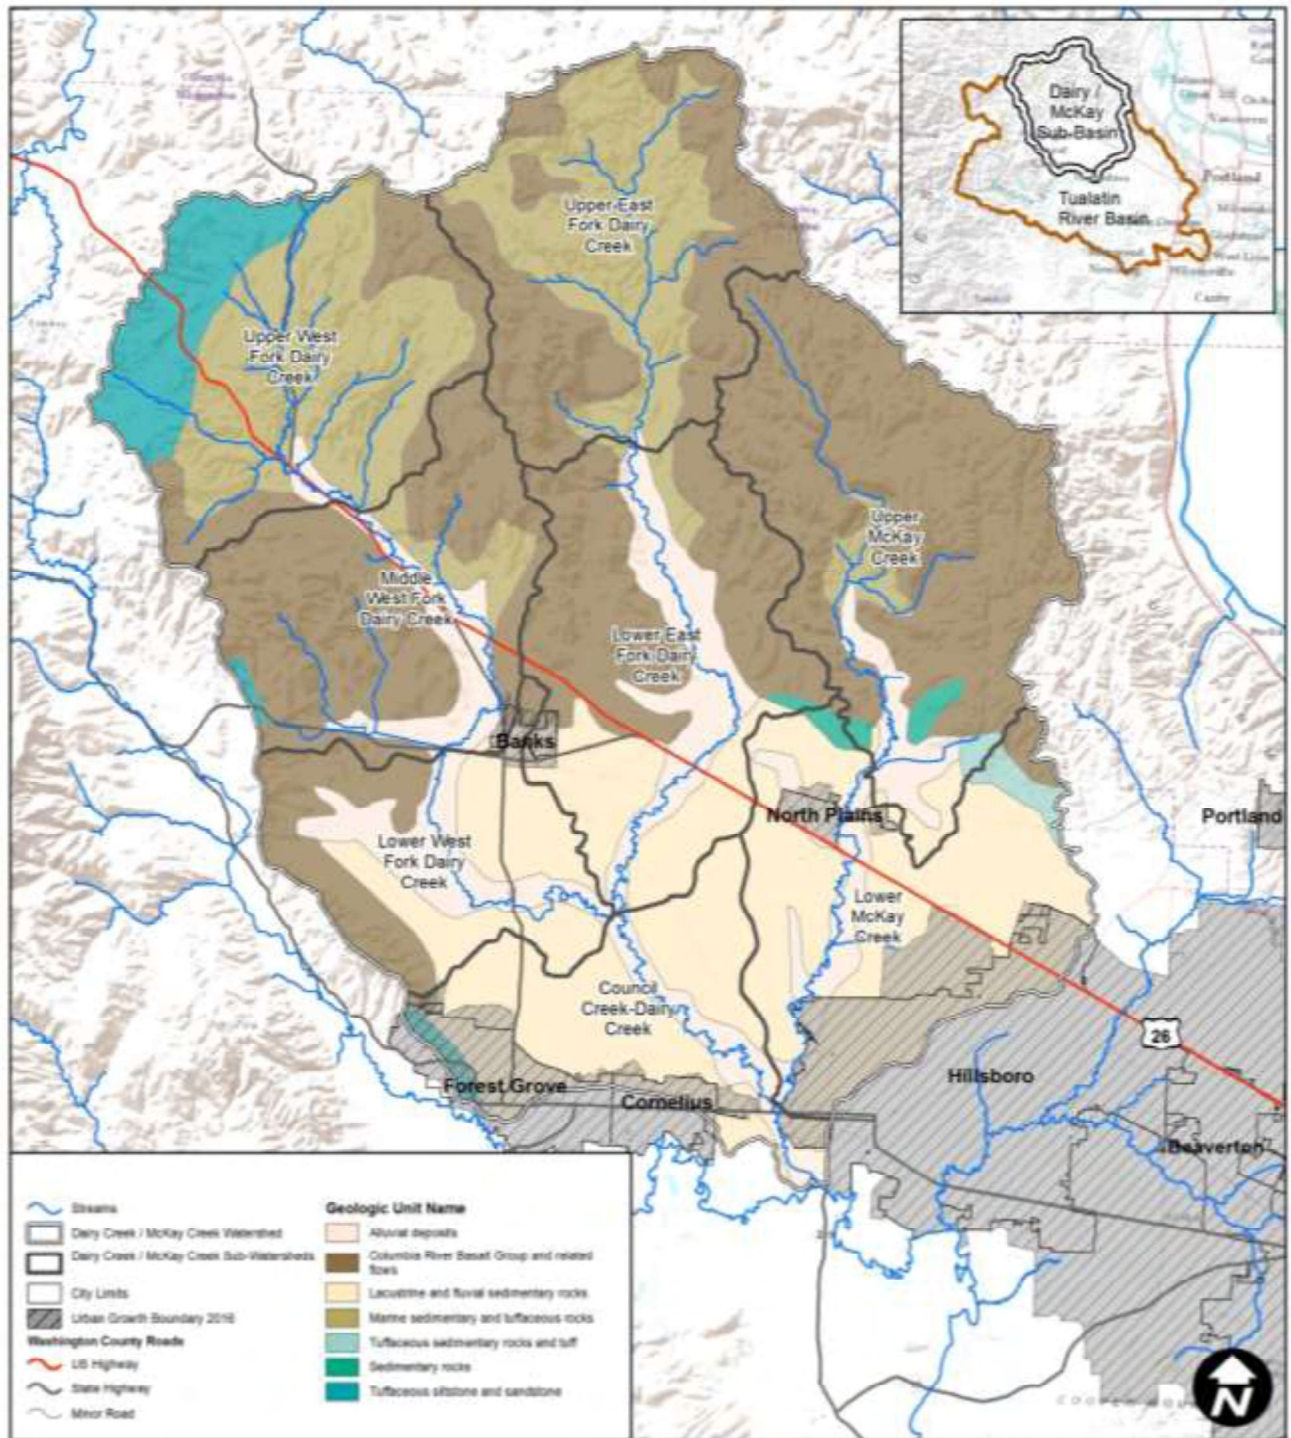 Dairy /
McKay
Sub-Basin
Portland
Tualatin
River Basin
Canby
Upper East
Fork Dairy
Creek
Upper West
Fork Dairy
Creek
Upper
McKay
Creek
Middle
West Fork
Dairy Creek
Lower East
Fork Dairy
Creek
Banks
North Plains
Portland
Lower West
Fork Dairy
Creek
Lower
McKay
Creek
Council
Creek-Dairy
Creek
26
Hillsboro
Forest Grove
Cornelius
Beaverton
Streams
Dairy Creek / McKay Creek Watershed
Dairy Creek / McKay Creek Sub-Watersheds
City Limits
Urban Growth Boundary 2016
Washington County Roads
US Highway
State Highway
Minor Road
Geologic Unit Name
Alluvial deposits
Columbia River Basalt Group and related
flows
Lacustrine and fluvial sedimentary rocks
Marine sedimentary and tuffaceous rocks
Tuffaceous sedimentary rocks and tuff
Sedimentary rocks
Tuffaceous siltstone and sandstone
N